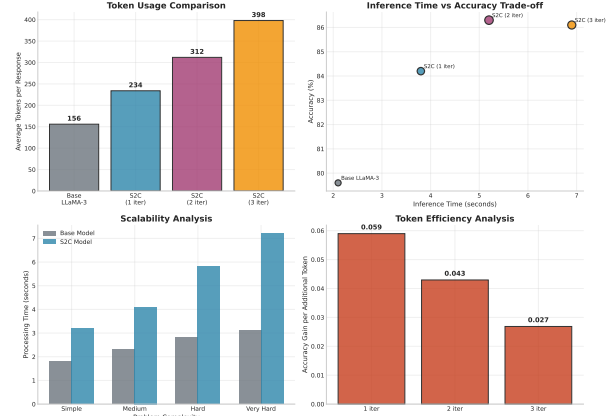 Token Usage Comparison
Average Tokens per Response
400
350
300
250
200
150
100
50
0
156
234
312
398
Base
LLaMA-3
S2C
(1 iter)
S2C
(2 iter)
S2C
(3 iter)
Inference Time vs Accuracy Trade-off
Accuracy (%)
86
85
84
83
82
81
80
Base LLaMA-3
S2C (1 iter)
S2C (2 iter)
S2C (3 iter)
2
3
4
5
6
7
Inference Time (seconds)
Scalability Analysis
Processing Time (seconds)
7
6
5
4
3
2
1
0
Base Model
S2C Model
Simple
Medium
Hard
Very Hard
Token Efficiency Analysis
Accuracy Gain per Additional Token
0.06
0.05
0.04
0.03
0.02
0.01
0.00
0.059
0.043
0.027
1 iter
2 iter
3 iter